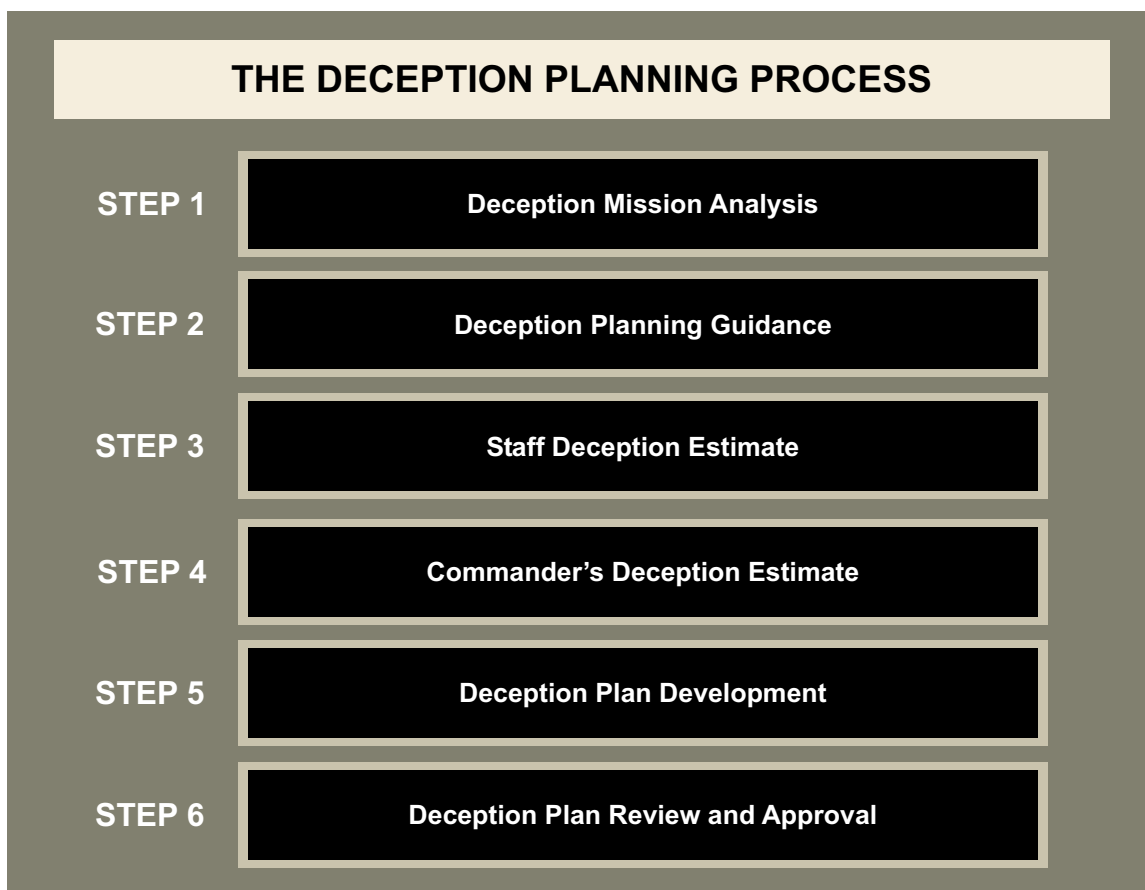 THE DECEPTION PLANNING PROCESS
STEP 1
Deception Mission Analysis
STEP 2
Deception Planning Guidance
STEP 3
Staff Deception Estimate
STEP 4
Commander’s Deception Estimate
STEP 5
Deception Plan Development
STEP 6
Deception Plan Review and Approval